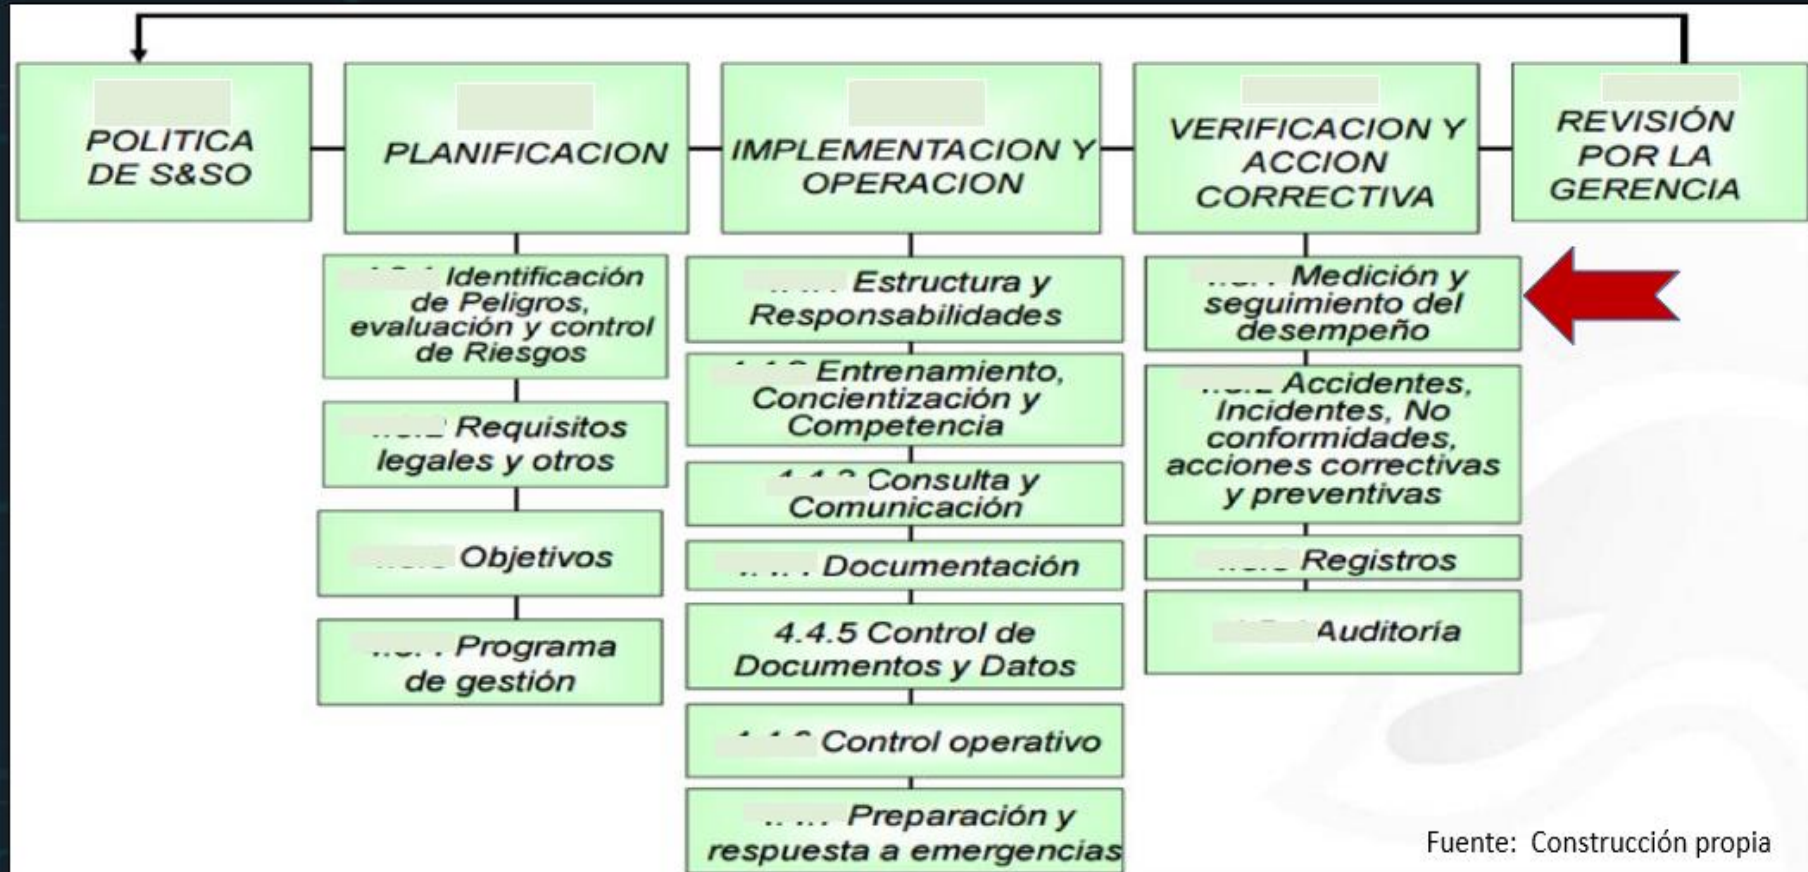 POLÍTICA
DE S&SO
PLANIFICACION
IMPLEMENTACION Y
OPERACION
VERIFICACION Y
ACCION
CORRECTIVA
REVISIÓN
POR LA
GERENCIA
Identificación
de Peligros,
evaluación y control
de Riesgos
Requisitos
legales y otros
Objetivos
Programa
de gestión
Estructura y
Responsabilidades
Entrenamiento,
Concientización y
Competencia
Consulta y
Comunicación
Documentación
4.4.5 Control de
Documentos y Datos
Control operativo
Preparación y
respuesta a emergencias
Medición y
seguimiento del
desempeño
Accidentes,
Incidentes, No
conformidades,
acciones correctivas
y preventivas
Registros
Auditoría
Fuente: Construcción propia